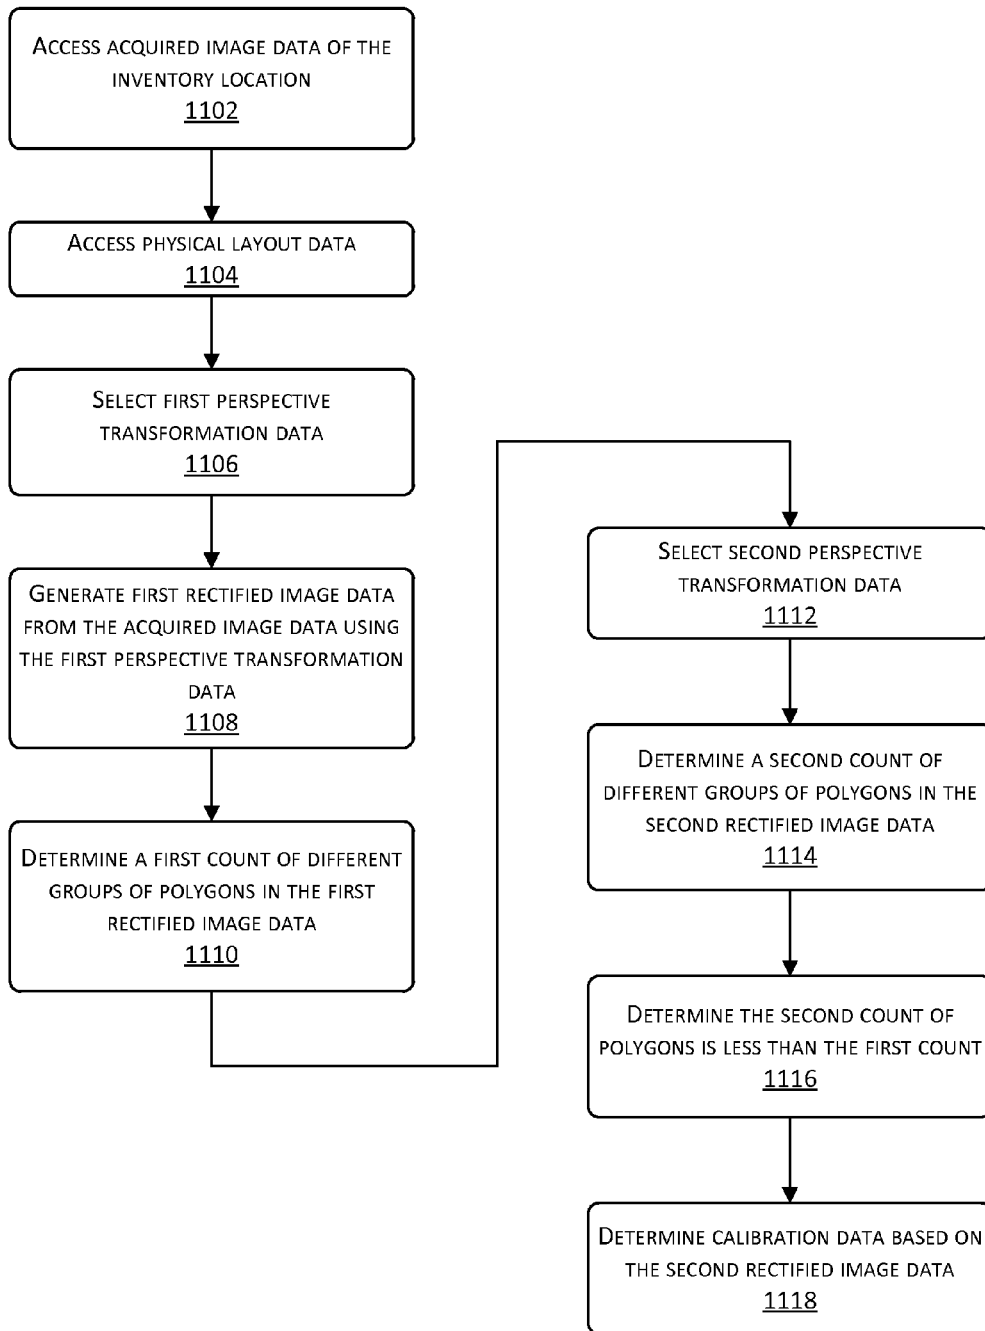 ACCESS ACQUIRED IMAGE DATA OF THE
INVENTORY LOCATION
1102
ACCESS PHYSICAL LAYOUT DATA
1104
SELECT FIRST PERSPECTIVE
TRANSFORMATION DATA
1106
GENERATE FIRST RECTIFIED IMAGE DATA
FROM THE ACQUIRED IMAGE DATA USING
THE FIRST PERSPECTIVE TRANSFORMATION
DATA
1108
DETERMINE A FIRST COUNT OF DIFFERENT
GROUPS OF POLYGONS IN THE FIRST
RECTIFIED IMAGE DATA
1110
SELECT SECOND PERSPECTIVE
TRANSFORMATION DATA
1112
DETERMINE A SECOND COUNT OF
DIFFERENT GROUPS OF POLYGONS IN THE
SECOND RECTIFIED IMAGE DATA
1114
DETERMINE THE SECOND COUNT OF
POLYGONS IS LESS THAN THE FIRST COUNT
1116
DETERMINE CALIBRATION DATA BASED ON
THE SECOND RECTIFIED IMAGE DATA
1118